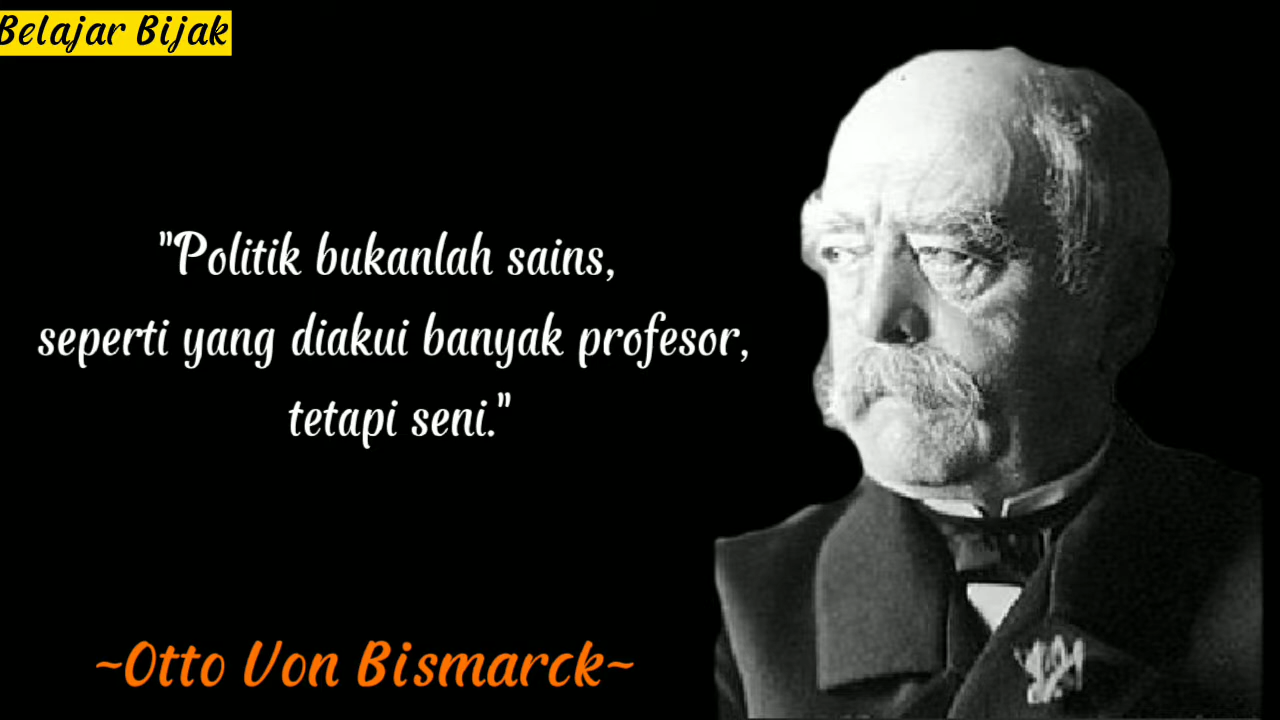 Belajar Bijak
"Politik bukanlah sains,
seperti yang diakui banyak profesor,
tetapi seni."
~Otto Von Bismarck~